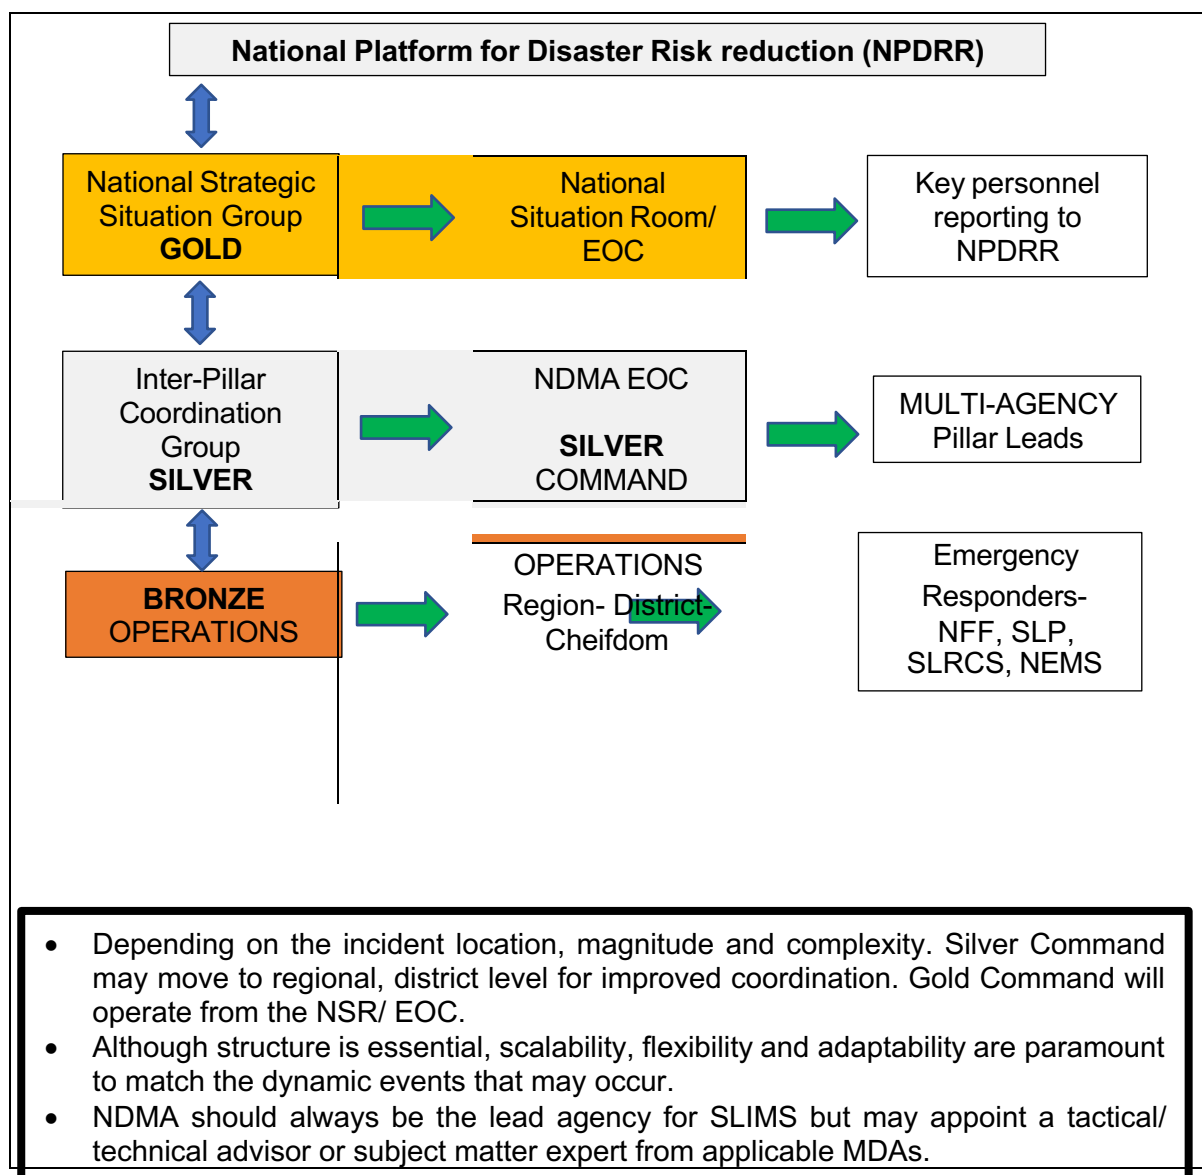 National Platform for Disaster Risk reduction (NPDRR)
National Strategic
Situation Group
GOLD
National
Situation Room/
EOC
Key personnel
reporting to
NPDRR
Inter-Pillar
Coordination
Group
SILVER
NDMA EOC
SILVER
COMMAND
MULTI-AGENCY
Pillar Leads
BRONZE
OPERATIONS
OPERATIONS
Region- District-
Cheifdom
Emergency
Responders-
NFF, SLP,
SLRCS, NEMS
• Depending on the incident location, magnitude and complexity. Silver Command
may move to regional, district level for improved coordination. Gold Command will
operate from the NSR/ EOC.
• Although structure is essential, scalability, flexibility and adaptability are paramount
to match the dynamic events that may occur.
• NDMA should always be the lead agency for SLIMS but may appoint a tactical/
technical advisor or subject matter expert from applicable MDAs.